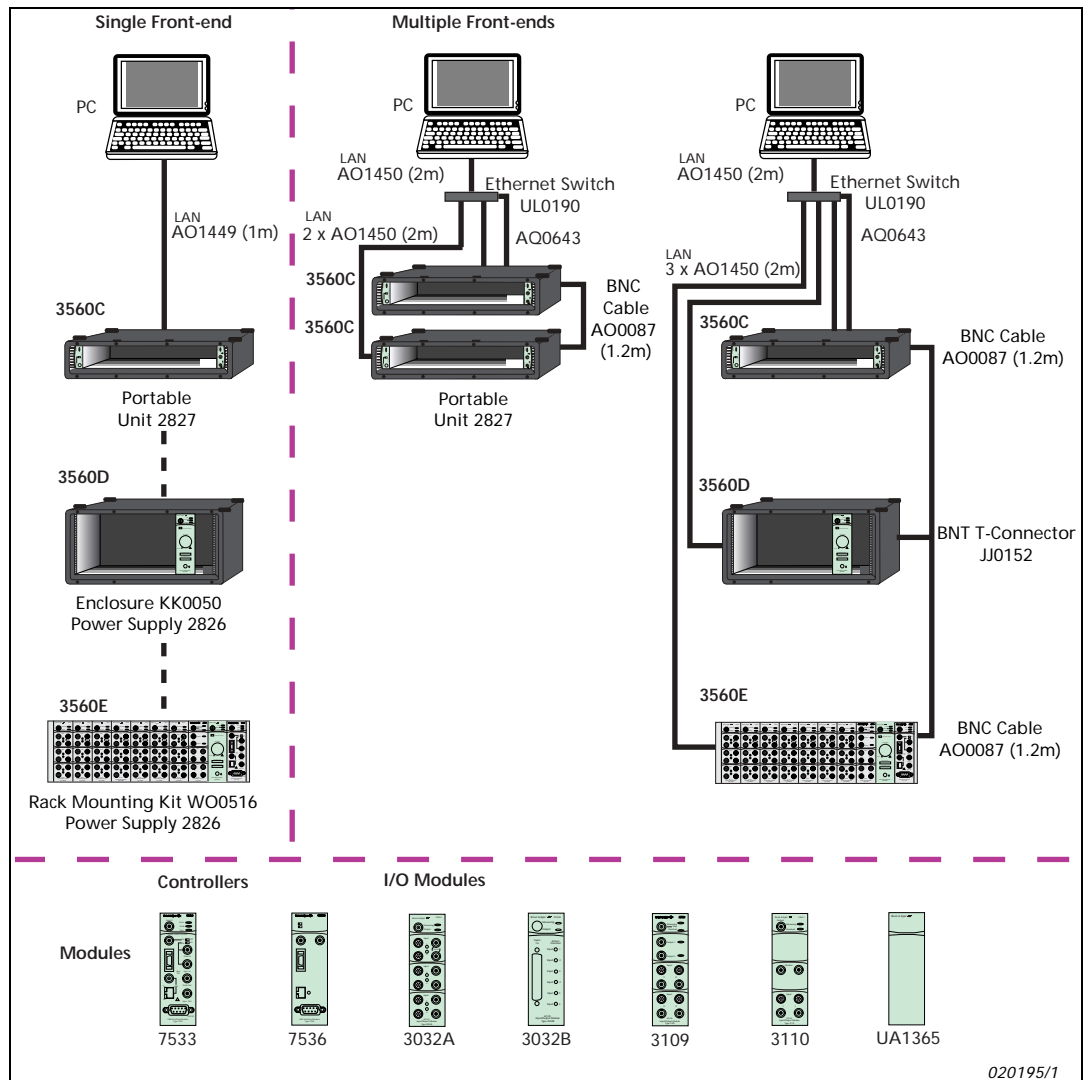 Single Front-end
PC
LAN
AO1449 (1m)
3560C
Portable
Unit 2827
3560D
Enclosure KK0050
Power Supply 2826
3560E
Rack Mounting Kit WO0516
Power Supply 2826
Multiple Front-ends
PC
LAN
AO1450 (2m)
Ethernet Switch
UL0190
LAN
2 x AO1450 (2m)
AQ0643
3560C
3560C
BNC
Cable
AO0087
(1.2m)
Portable
Unit 2827
PC
LAN
AO1450 (2m)
Ethernet Switch
UL0190
AQ0643
LAN
3 x AO1450 (2m)
3560C
BNC Cable
AO0087 (1.2m)
3560D
BNT T-Connector
JJ0152
3560E
BNC Cable
AO0087 (1.2m)
Controllers
I/O Modules
Modules
7533
7536
3032A
3032B
3109
3110
UA1365
020195/1